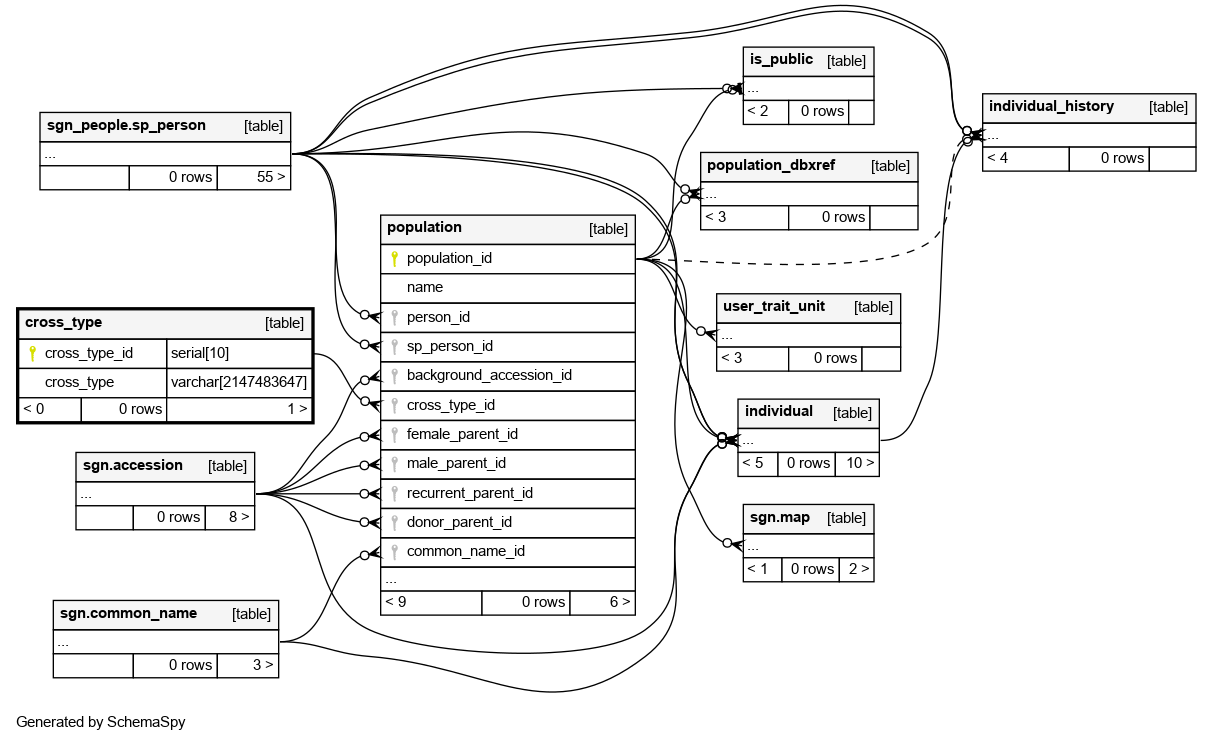 sgn_people.sp_person [table]
...
0 rows 55 >
cross_type [table]
cross_type_id serial[10]
cross_type varchar[2147483647]
< 0 0 rows 1 >
sgn.accession [table]
...
0 rows 8 >
sgn.common_name [table]
...
0 rows 3 >
population [table]
population_id
name
person_id
sp_person_id
background_accession_id
cross_type_id
female_parent_id
male_parent_id
recurrent_parent_id
donor_parent_id
common_name_id
...
< 9 0 rows 6 >
is_public [table]
...
< 2 0 rows
population_dbxref [table]
...
< 3 0 rows
user_trait_unit [table]
...
< 3 0 rows
individual [table]
...
< 5 0 rows 10 >
sgn.map [table]
...
< 1 0 rows 2 >
individual_history [table]
...
< 4 0 rows
Generated by SchemaSpy